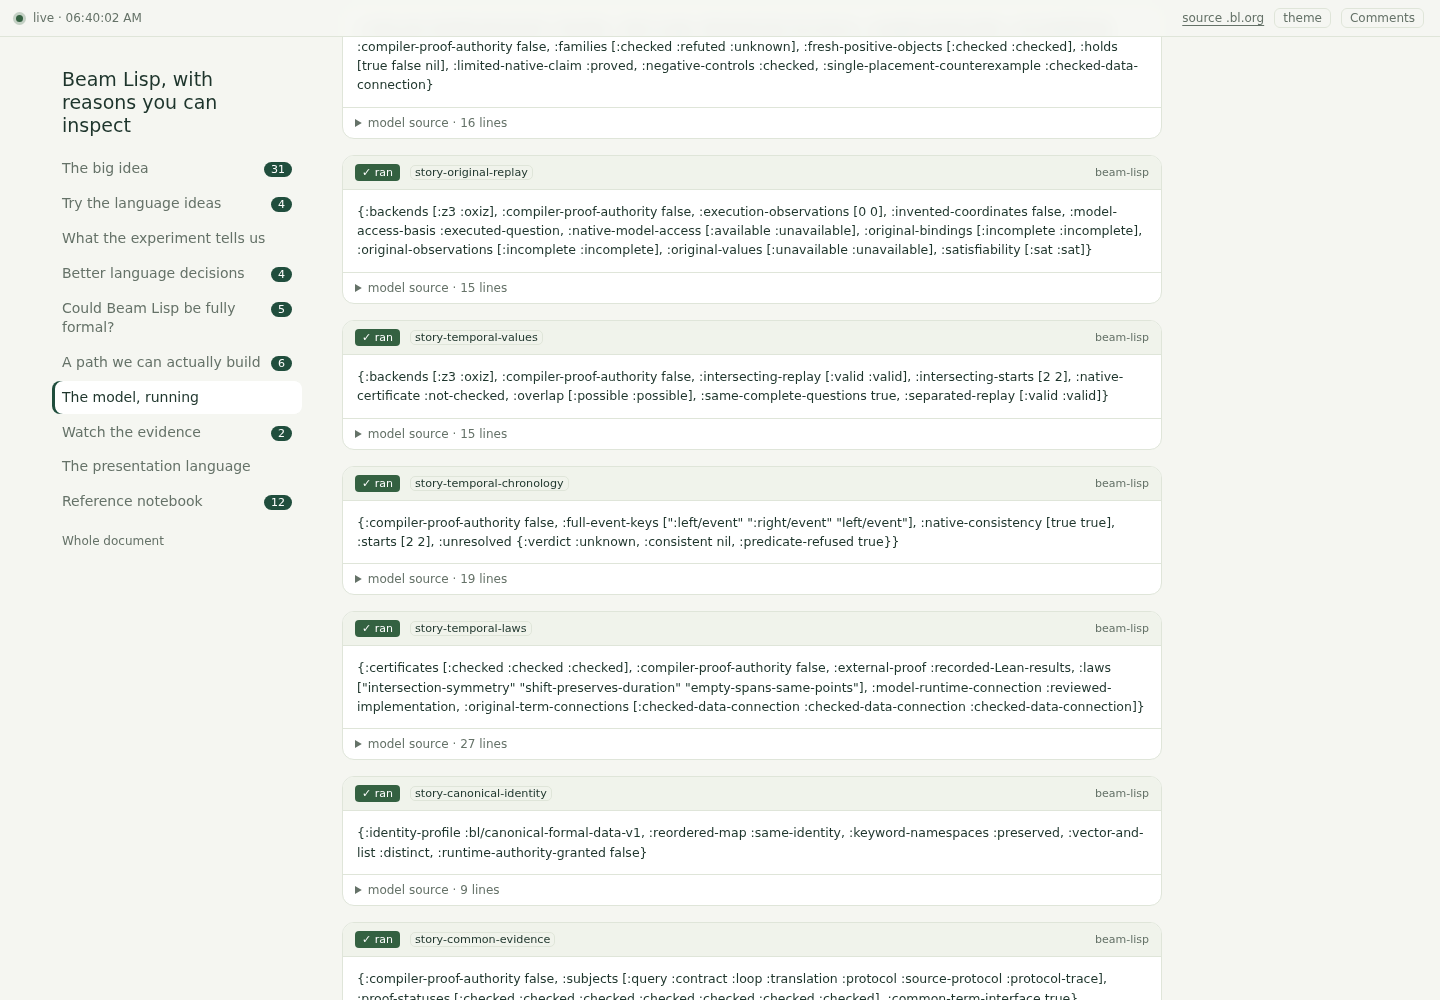 live · 06:40:02 AM
source .bl.org
theme
Comments
Beam Lisp, with
reasons you can
inspect
The big idea 31
Try the language ideas 4
What the experiment tells us
Better language decisions 4
Could Beam Lisp be fully
formal? 5
A path we can actually build 6
The model, running
Watch the evidence 2
The presentation language
Reference notebook 12
Whole document
:compiler-proof-authority false, :families [:checked :refuted :unknown], :fresh-positive-objects [:checked :checked], :holds
[true false nil], :limited-native-claim :proved, :negative-controls :checked, :single-placement-counterexample :checked-data-
connection}
▶ model source · 16 lines
✓ ran story-original-replay beam-lisp
{:backends [:z3 :oxiz], :compiler-proof-authority false, :execution-observations [0 0], :invented-coordinates false, :model-
access-basis :executed-question, :native-model-access [:available :unavailable], :original-bindings [:incomplete :incomplete],
:original-observations [:incomplete :incomplete], :original-values [:unavailable :unavailable], :satisfiability [:sat :sat]}
▶ model source · 15 lines
✓ ran story-temporal-values beam-lisp
{:backends [:z3 :oxiz], :compiler-proof-authority false, :intersecting-replay [:valid :valid], :intersecting-starts [2 2], :native-
certificate :not-checked, :overlap [:possible :possible], :same-complete-questions true, :separated-replay [:valid :valid]}
▶ model source · 15 lines
✓ ran story-temporal-chronology beam-lisp
{:compiler-proof-authority false, :full-event-keys [":left/event" ":right/event" "left/event"], :native-consistency [true true],
:starts [2 2], :unresolved {:verdict :unknown, :consistent nil, :predicate-refused true}}
▶ model source · 19 lines
✓ ran story-temporal-laws beam-lisp
{:certificates [:checked :checked :checked], :compiler-proof-authority false, :external-proof :recorded-Lean-results, :laws
["intersection-symmetry" "shift-preserves-duration" "empty-spans-same-points"], :model-runtime-connection :reviewed-
implementation, :original-term-connections [:checked-data-connection :checked-data-connection :checked-data-connection]}
▶ model source · 27 lines
✓ ran story-canonical-identity beam-lisp
{:identity-profile :bl/canonical-formal-data-v1, :reordered-map :same-identity, :keyword-namespaces :preserved, :vector-and-
list :distinct, :runtime-authority-granted false}
▶ model source · 9 lines
✓ ran story-common-evidence beam-lisp
{:compiler-proof-authority false, :subjects [:query :contract :loop :translation :protocol :source-protocol :protocol-trace],
:proof-statuses [:checked :checked :checked :checked :checked :checked :checked], :common-term-interface true}